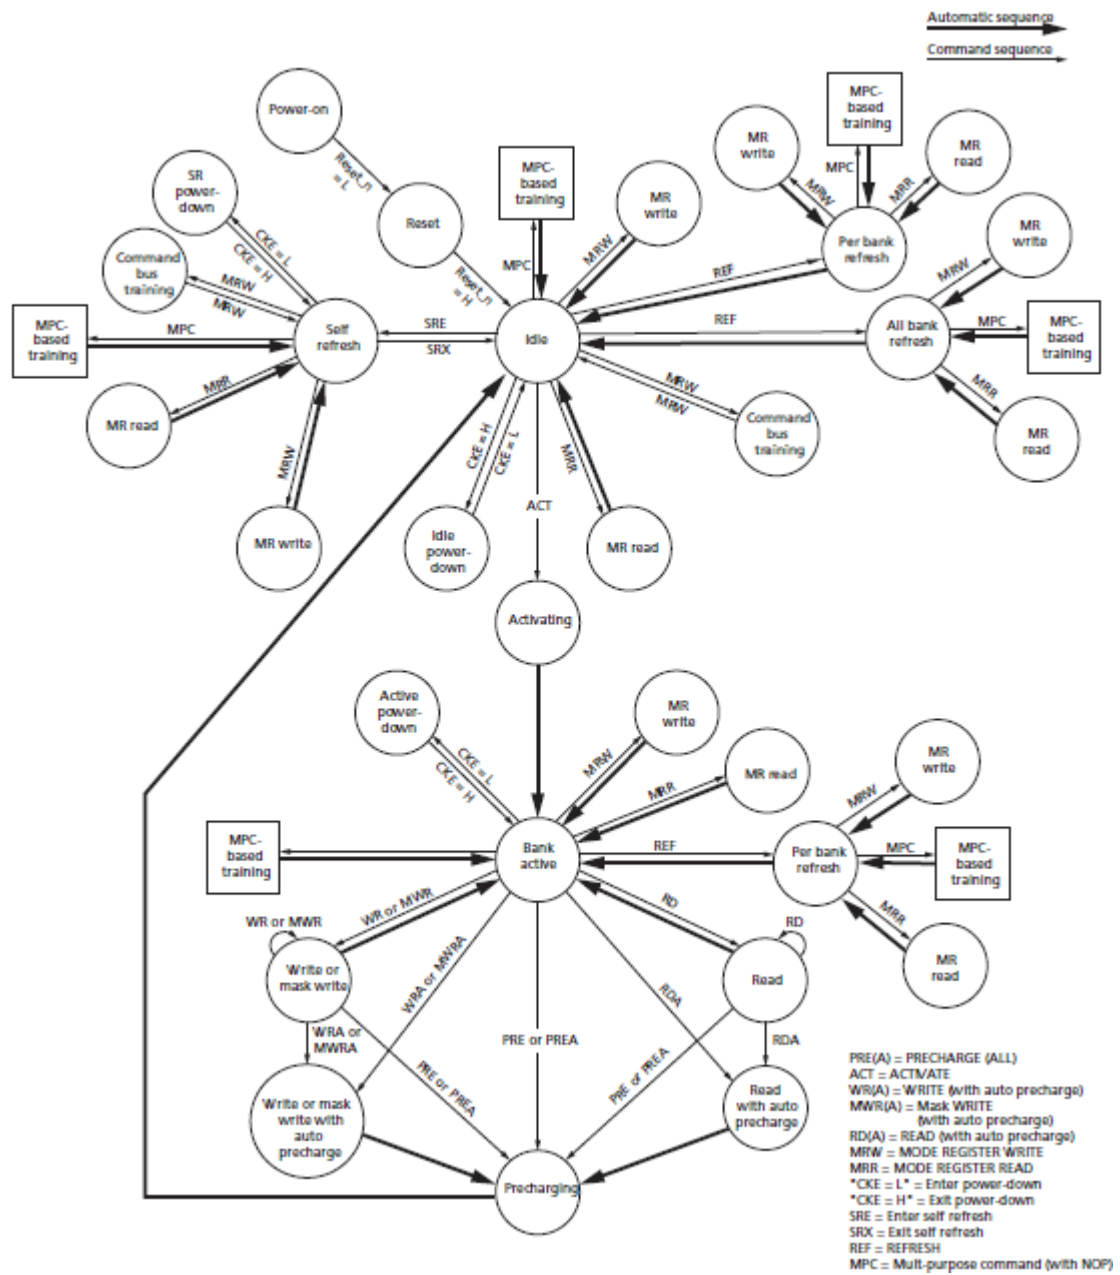 Automatic sequence
Command sequence
Power-on
Reset_n
= L
Reset
Reset_n
= H
SR
power-
down
CKE = L
CKE = H
Command
bus
training
MRW
MRW
MPC-
based
training
MPC
Self
refresh
MRR
MR read
MRW
MR write
SRE
SRX
Idle
MPC-
based
training
MPC
MR
write
MRW
MR
write
MRW
MPC-
based
training
MPC
MR
read
MRR
Per bank
refresh
REF
REF
All bank
refresh
MR
write
MRW
MPC
MPC-
based
training
MRR
MR
read
MRW
MRW
Command
bus
training
CKE = H
CKE = L
Idle
power-
down
MRR
MR read
ACT
Activating
Active
power-
down
CKE = L
CKE = H
MR
write
MRW
MR read
MRR
MPC-
based
training
Bank
active
REF
Per bank
refresh
MR
write
MRW
MPC
MPC-
based
training
MRR
MR
read
WR or MWR
WR or MWR
Write or
mask write
WRA or MWRA
RD
RD
Read
RDA
WRA or
MWRA
PRE or PREA
PRE or PREA
PRE or PREA
RDA
Write or mask
write with
auto
precharge
Read
with auto
precharge
Precharging
PRE(A) = PRECHARGE (ALL)
ACT = ACTIVATE
WR(A) = WRITE (with auto precharge)
MWR(A) = Mask WRITE
(with auto precharge)
RD(A) = READ (with auto precharge)
MRW = MODE REGISTER WRITE
MRR = MODE REGISTER READ
"CKE = L" = Enter power-down
"CKE = H" = Exit power-down
SRE = Enter self refresh
SRX = Exit self refresh
REF = REFRESH
MPC = Mult-purpose command (with NOP)